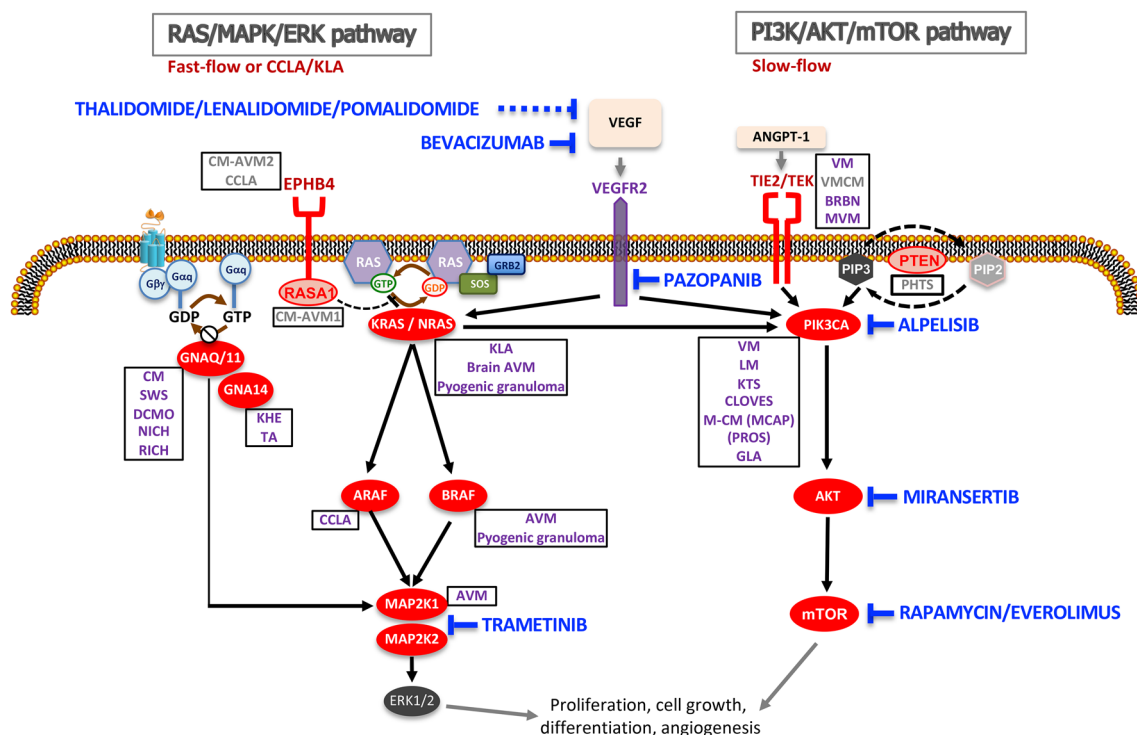 RAS/MAPK/ERK pathway
Fast-flow or CCLA/KLA
PI3K/AKT/mTOR pathway
Slow-flow
THALIDOMIDE/LENALIDOMIDE/POMALIDOMIDE
BEVACIZUMAB
VEGF
VEGFR2
ANGPT-1
TIE2/TEK
VM
VMCM
BRBN
MVM
CM-AVM2
CCLA
EPHB4
Gβγ
Gαq
Gαq
GDP
GTP
RASA1
CM-AVM1
RAS
GTP
RAS
GDP
SOS
GRB2
PAZOPANIB
PIP3
PTEN
PHTS
PIP2
KRAS / NRAS
KLA
Brain AVM
Pyogenic granuloma
PIK3CA
ALPELISIB
VM
LM
KTS
CLOVES
M-CM (MCAP)
(PROS)
GLA
GNAQ/11
CM
SWS
DCMO
NICH
RICH
GNA14
KHE
TA
ARAF
CCLA
BRAF
AVM
Pyogenic granuloma
AKT
MIRANSERTIB
MAP2K1
AVM
MAP2K2
TRAMETINIB
mTOR
RAPAMYCIN/EVEROLIMUS
ERK1/2
Proliferation, cell growth,
differentiation, angiogenesis